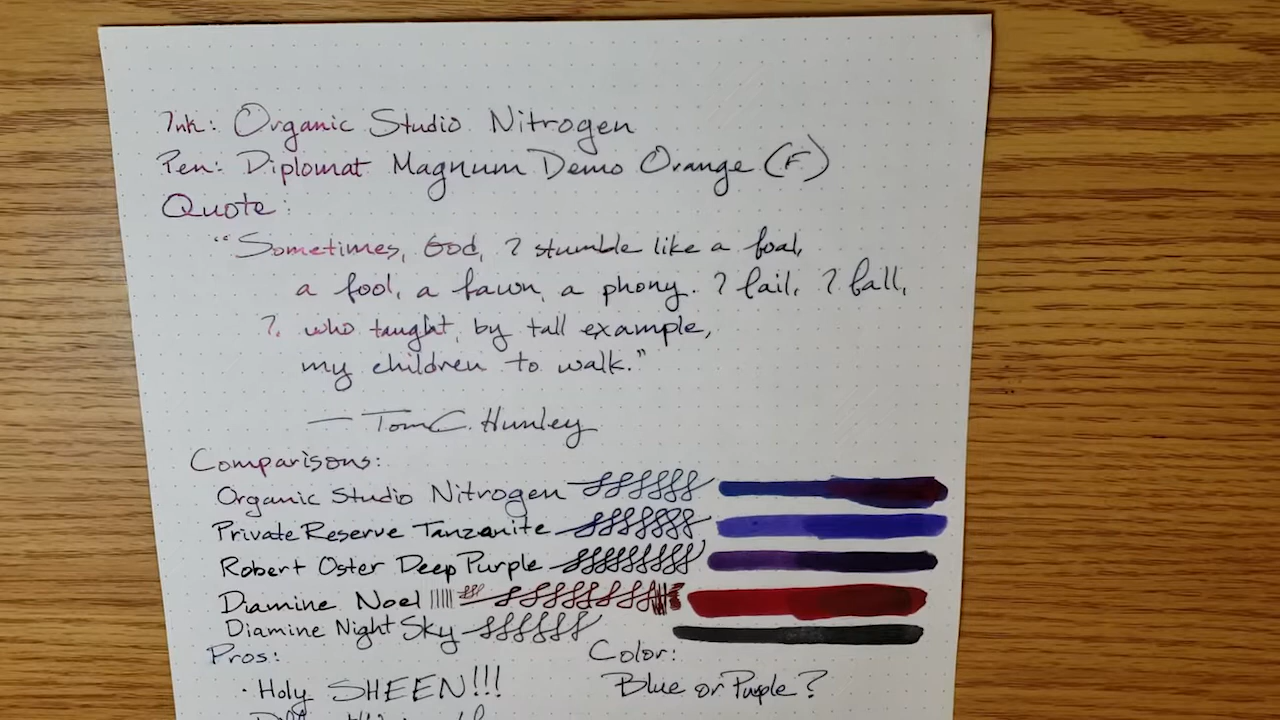 Ink: Organic Studio Nitrogen
Pen: Diplomat Magnum Demo Orange (F)
Quote:
"Sometimes, God, I stumble like a foal,
a fool, a fawn, a phony. I fail, I fall,
I, who taught, by tall example,
my children to walk."
— Tom C. Hunley
Comparisons:
Organic Studio Nitrogen
Private Reserve Tanzanite
Robert Oster Deep Purple
Diamine Noel
Diamine Night Sky
Pros:
· Holy SHEEN!!!
Color:
Blue or Purple?